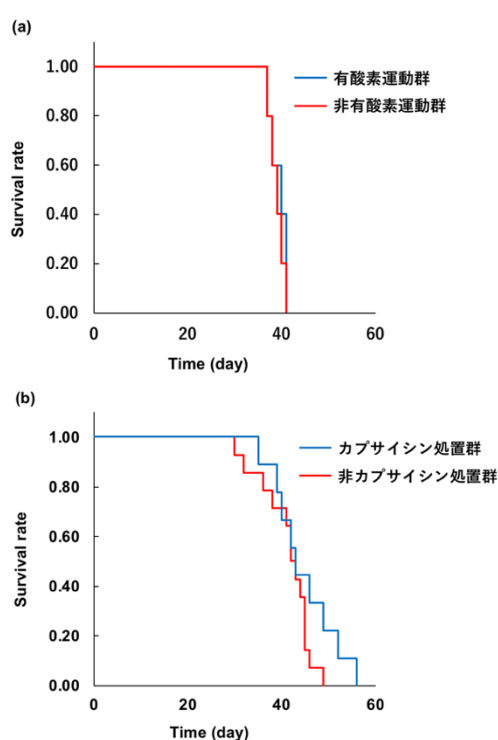 (a)
1.00
0.80
0.60
0.40
0.20
0.00
Survival rate
0
20
40
60
Time (day)
有酸素運動群
非有酸素運動群
(b)
1.00
0.80
0.60
0.40
0.20
0.00
Survival rate
0
20
40
60
Time (day)
カプサイシン処置群
非カプサイシン処置群